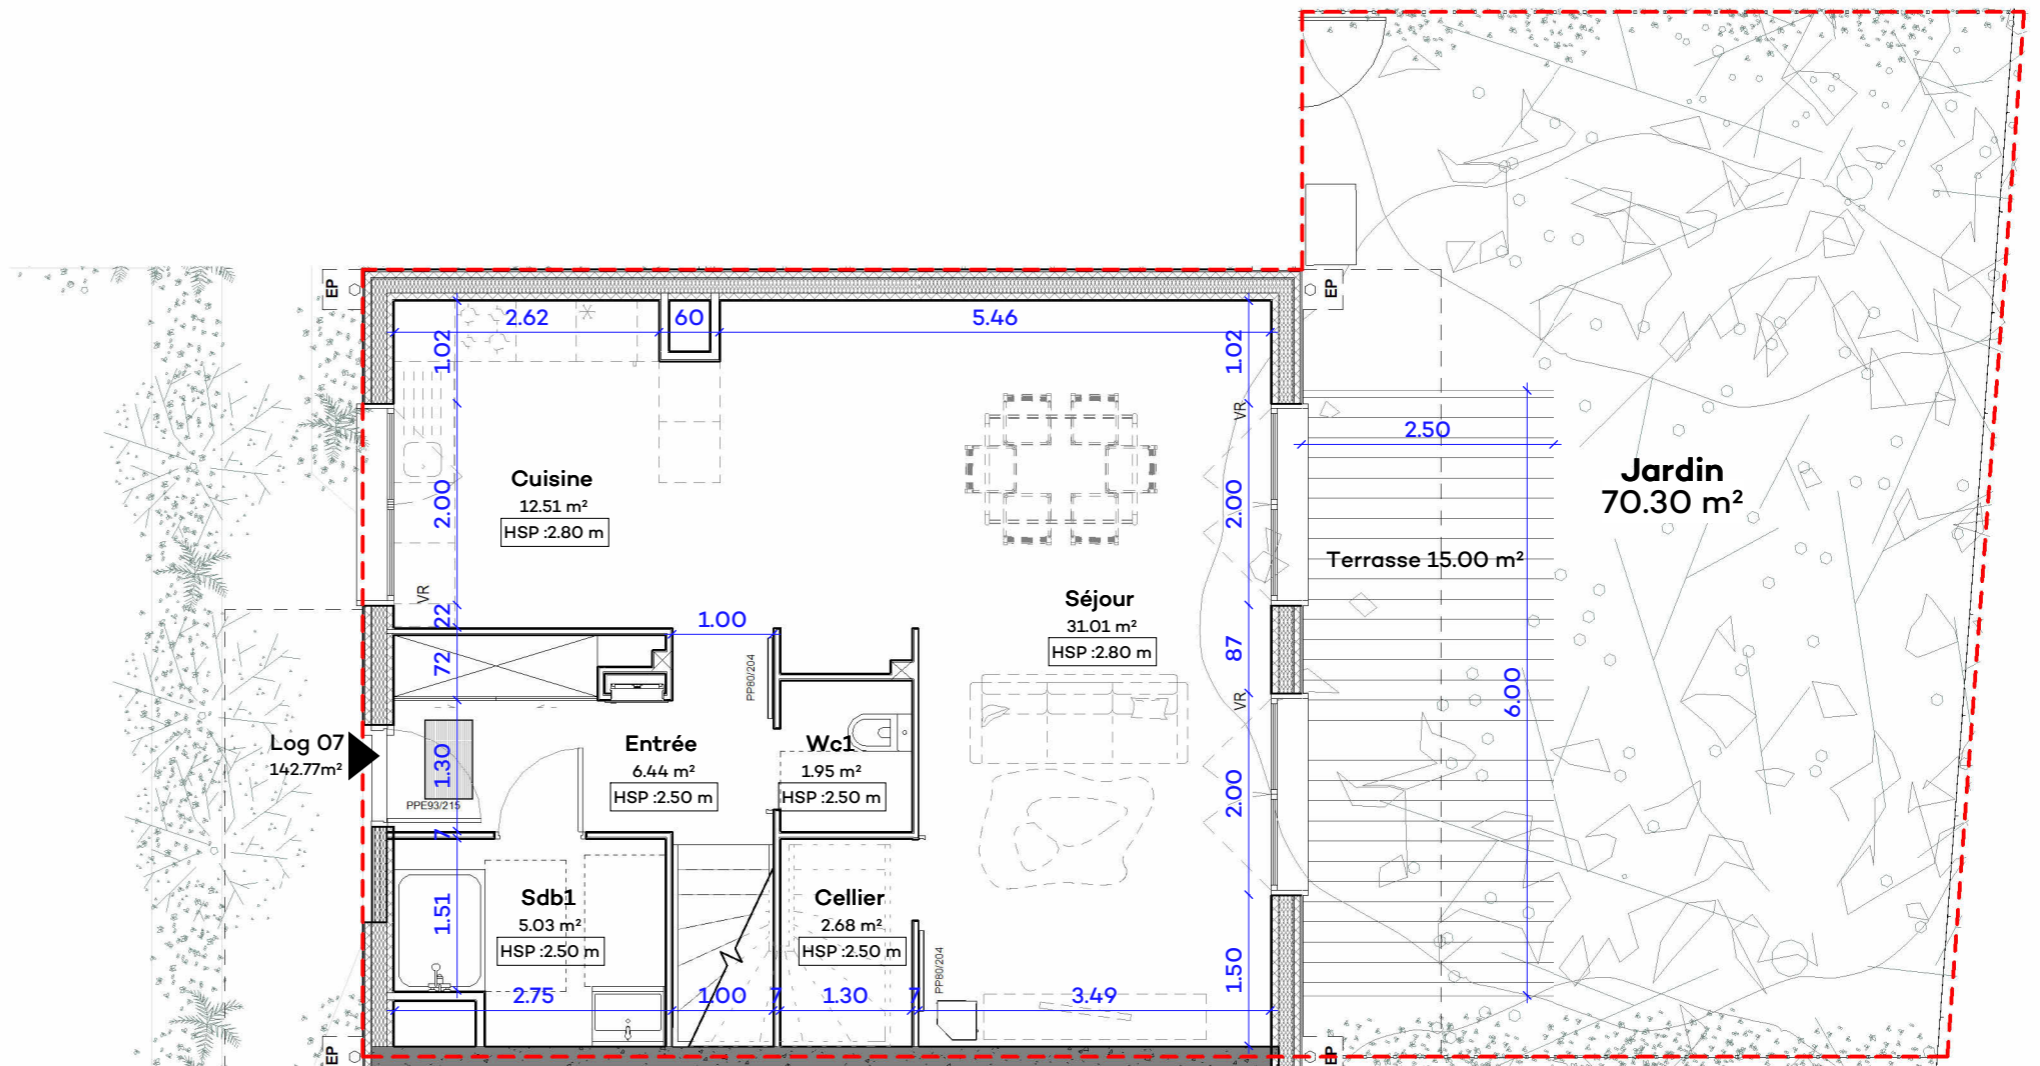 EP
EP
2.62
60
5.46
1.02
1.02
VR
2.50
Cuisine
12.51 m²
HSP :2.80 m
2.00
2.00
Jardin
70.30 m²
Terrasse 15.00 m²
VR
22
1.00
Séjour
31.01 m²
HSP :2.80 m
72
PP80/204
87
VR
6.00
Log 07
142.77m²
1.30
PPE93/215
Entrée
6.44 m²
HSP :2.50 m
Wc1
1.95 m²
HSP :2.50 m
2.00
7
1.51
Sdb1
5.03 m²
HSP :2.50 m
Cellier
2.68 m²
HSP :2.50 m
PP80/204
1.50
2.75
1.00
7
1.30
7
3.49
EP
EP